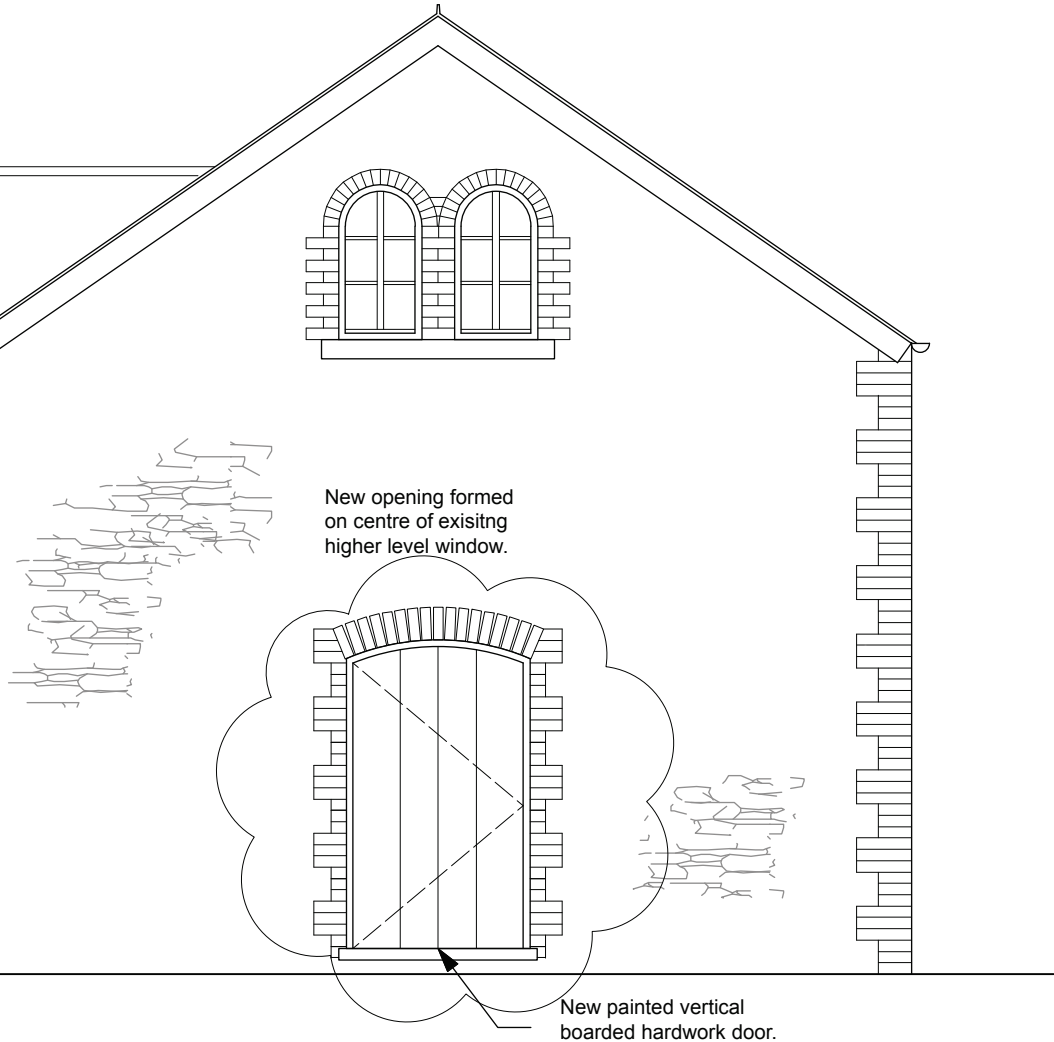 New opening formed
on centre of exisitng
higher level window.
New painted vertical
boarded hardwork door.